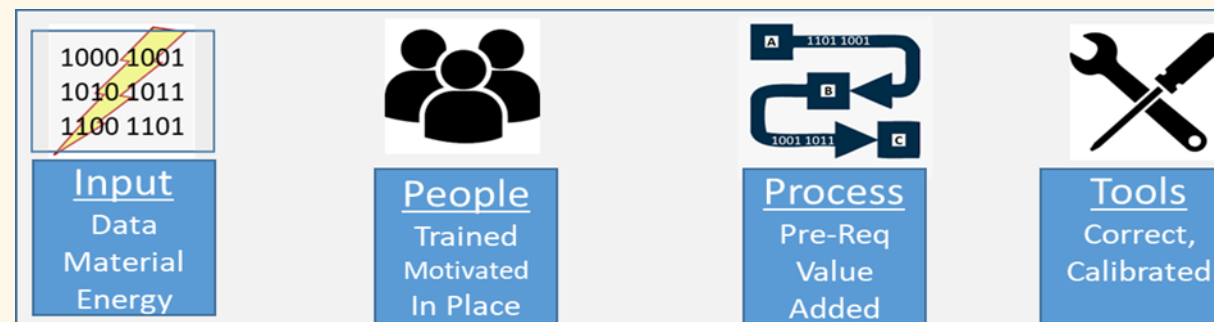 1000 1001
1010 1011
1100 1101
Input
Data
Material
Energy
People
Trained
Motivated
In Place
A
1101 1001
B
1001 1011
C
Process
Pre-Req
Value
Added
Tools
Correct,
Calibrated